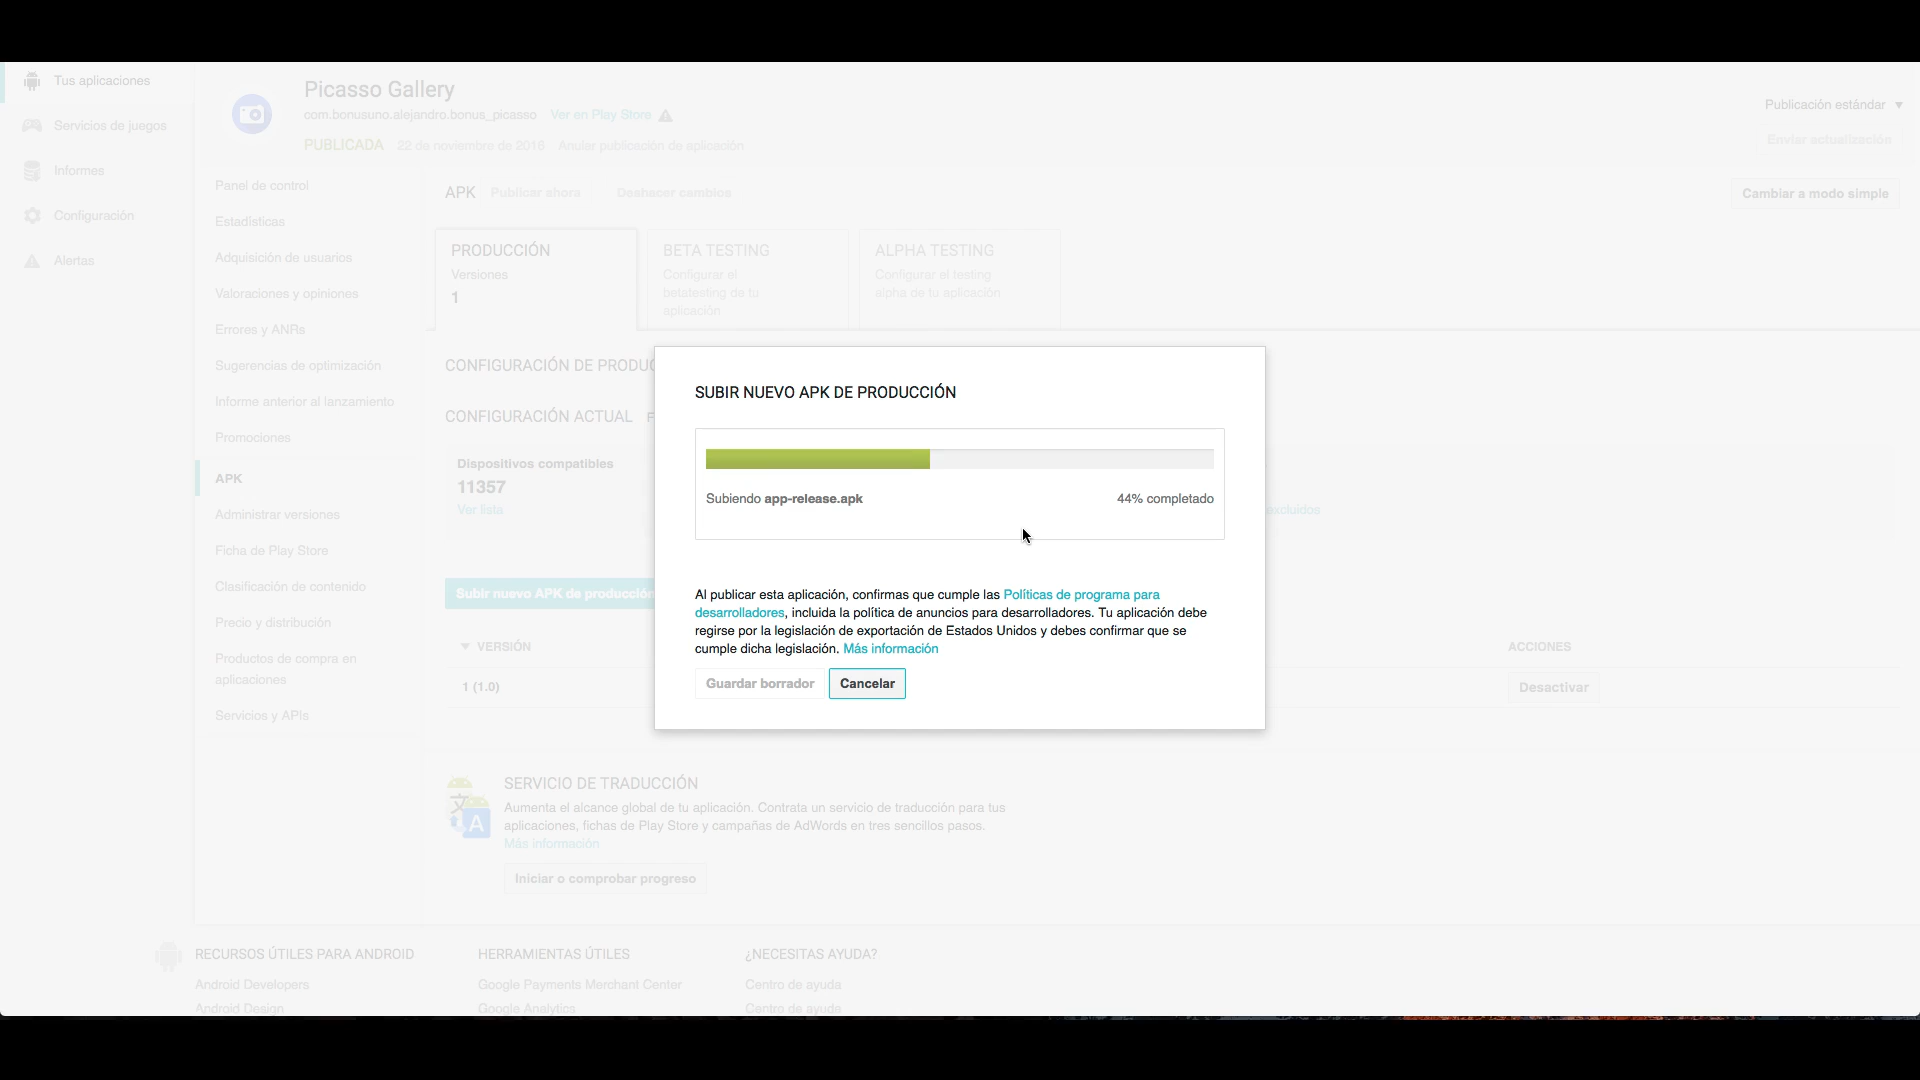 Tus aplicaciones
Servicios de juegos
Informes
Configuración
Alertas
Picasso Gallery
com.bonusuno.alejandro.bonus_picasso Ver en Play Store
PUBLICADA 22 de noviembre de 2016 Anular publicación de aplicación
Publicación estándar
Enviar actualización
Panel de control
Estadísticas
Adquisición de usuarios
Valoraciones y opiniones
Errores y ANRs
Sugerencias de optimización
Informe anterior al lanzamiento
Promociones
APK
Administrar versiones
Ficha de Play Store
Clasificación de contenido
Precio y distribución
Productos de compra en
aplicaciones
Servicios y APIs
APK Publicar ahora Deshacer cambios
Cambiar a modo simple
PRODUCCIÓN
Versiones
1
BETA TESTING
Configurar el
betatesting de tu
aplicación
ALPHA TESTING
Configurar el testing
alpha de tu aplicación
CONFIGURACIÓN DE PRODUC
CONFIGURACIÓN ACTUAL
Dispositivos compatibles
11357
Ver lista
excluidos
Subir nuevo APK de producción
VERSIÓN
ACCIONES
1 (1.0)
Desactivar
SUBIR NUEVO APK DE PRODUCCIÓN
Subiendo app-release.apk 44% completado
Al publicar esta aplicación, confirmas que cumple las Políticas de programa para
desarrolladores, incluida la política de anuncios para desarrolladores. Tu aplicación debe
regirse por la legislación de exportación de Estados Unidos y debes confirmar que se
cumple dicha legislación. Más información
Guardar borrador Cancelar
SERVICIO DE TRADUCCIÓN
Aumenta el alcance global de tu aplicación. Contrata un servicio de traducción para tus
aplicaciones, fichas de Play Store y campañas de AdWords en tres sencillos pasos.
Más información
Iniciar o comprobar progreso
RECURSOS ÚTILES PARA ANDROID
Android Developers
Android Design
HERRAMIENTAS ÚTILES
Google Payments Merchant Center
Google Analytics
¿NECESITAS AYUDA?
Centro de ayuda
Centro de ayuda